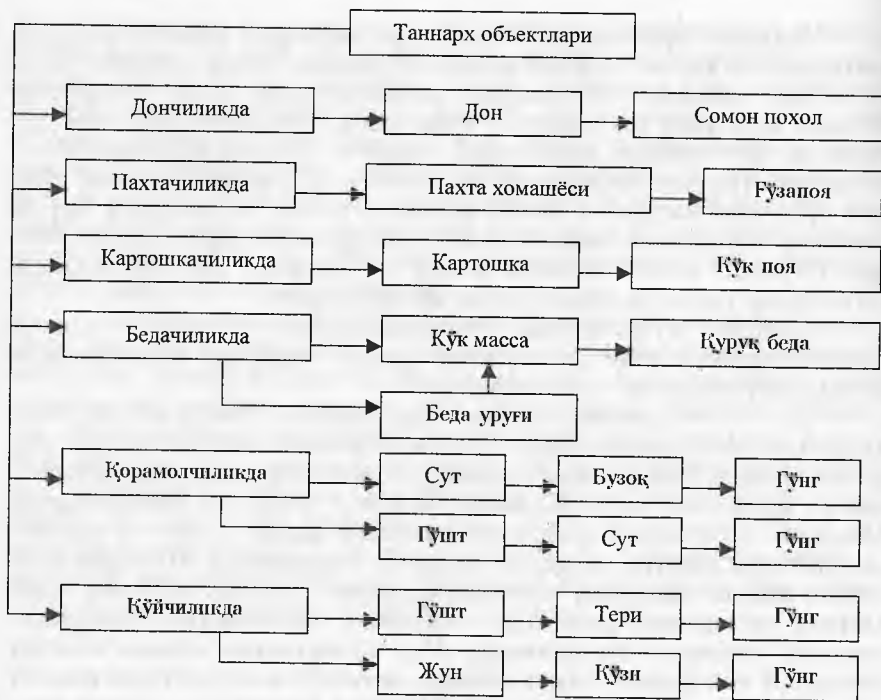 Таннарх объектлари
Дончиликда Дон Сомон похол
Пахтачиликда Пахта хомашёси Ғўзапоя
Картошкачиликда Картошка Кўк поя
Бедачиликда Кўк масса Қуруқ беда
Беда уруғи
Қорамолчиликда Сут Бузоқ Гўнг
Гўшт Сут Гўнг
Қўйчиликда Гўшт Тери Гўнг
Жун Қўзи Гўнг